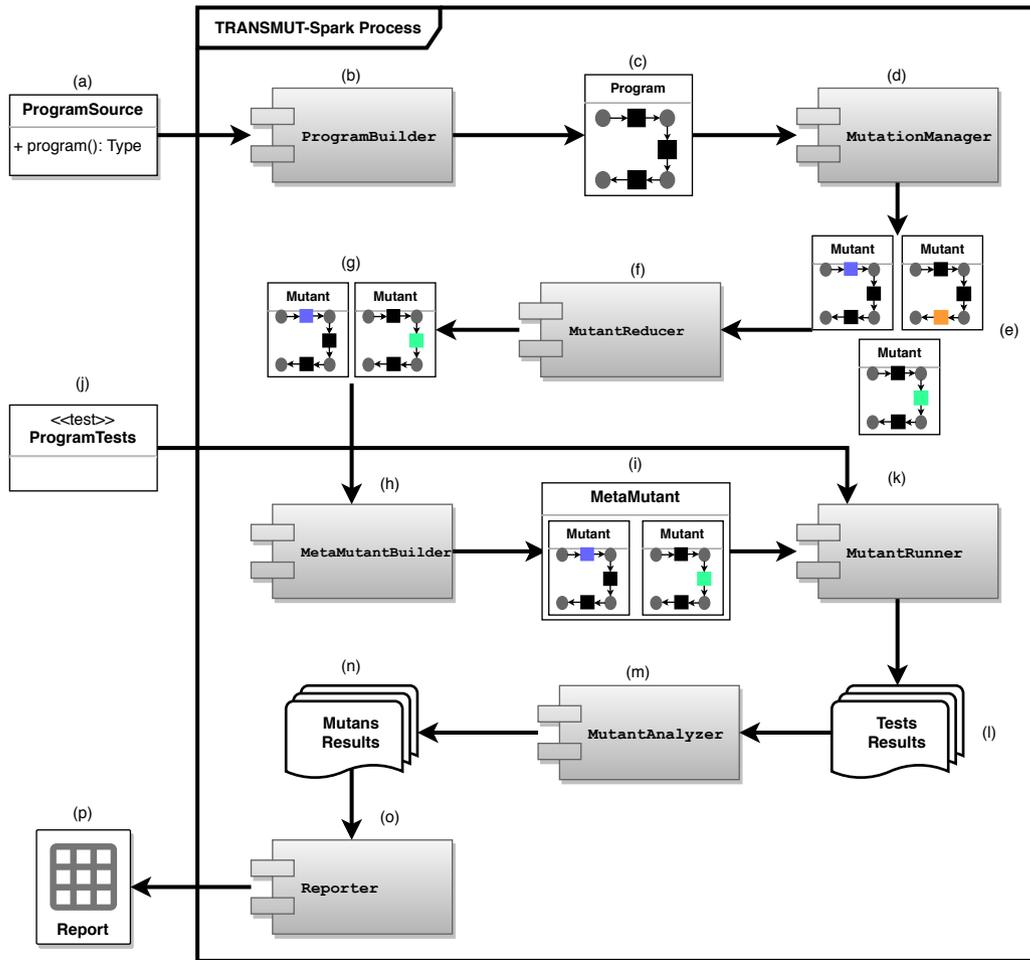 TRANSMUT-Spark Process
(a)
ProgramSource
+ program(): Type
(b)
ProgramBuilder
(c)
Program
(d)
MutationManager
(e)
Mutant
Mutant
Mutant
(f)
MutantReducer
(g)
Mutant
Mutant
(j)
<<test>>
ProgramTests
(h)
MetaMutantBuilder
(i)
MetaMutant
Mutant
Mutant
(k)
MutantRunner
(l)
Tests
Results
(m)
MutantAnalyzer
(n)
Mutans
Results
(o)
Reporter
(p)
Report